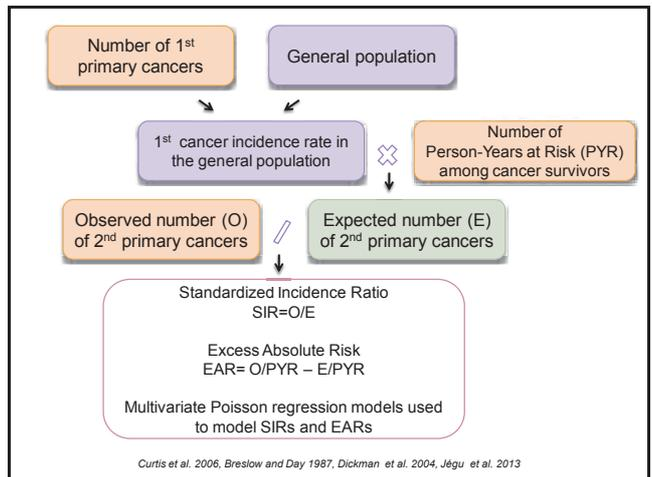 Number of 1st
primary cancers
General population
1st cancer incidence rate in
the general population
Number of
Person-Years at Risk (PYR)
among cancer survivors
Observed number (O)
of 2nd primary cancers
Expected number (E)
of 2nd primary cancers
Standardized Incidence Ratio
SIR=O/E
Excess Absolute Risk
EAR= O/PYR – E/PYR
Multivariate Poisson regression models used
to model SIRs and EARs
Curtis et al. 2006, Breslow and Day 1987, Dickman et al. 2004, Jégu et al. 2013